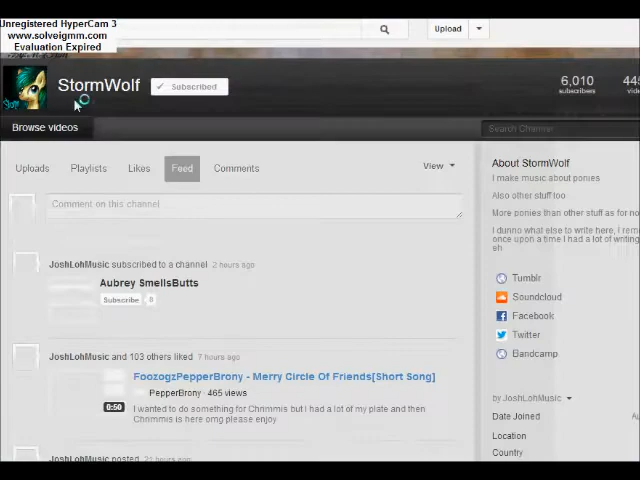 Unregistered HyperCam 3
www.solveigmm.com
Evaluation Expired
Upload
StormWolf
Subscribed
6,010
subscribers
Browse videos
Search Channel
Uploads
Playlists
Likes
Feed
Comments
View
Comment on this channel
JoshLohMusic subscribed to a channel 2 hours ago
Aubrey SmellsButts
Subscribe
JoshLohMusic and 103 others liked 7 hours ago
FoozogzPepperBrony - Merry Circle Of Friends[Short Song]
PepperBrony · 465 views
0:50
I wanted to do something for Chrimmis but I had a lot of my plate and then
Chrimmis is here omg please enjoy
JoshLohMusic posted 21 hours ago
About StormWolf
I make music about ponies
Also other stuff too
More ponies than other stuff as for no
I dunno what else to write here, I rem
once upon a time I had a lot of writing
eh
Tumblr
Soundcloud
Facebook
Twitter
Bandcamp
by JoshLohMusic
Date Joined
Location
Country